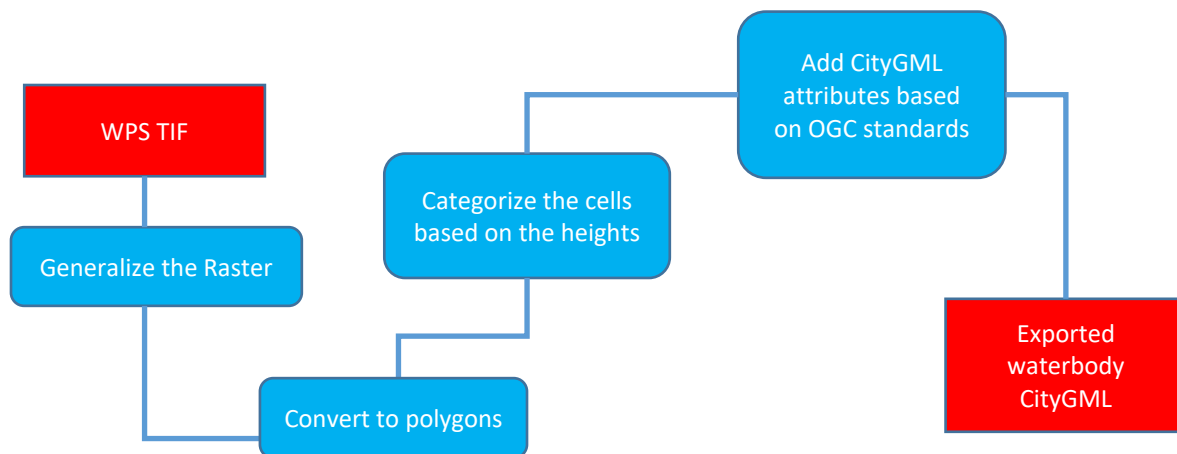 WPS TIF
Generalize the Raster
Convert to polygons
Categorize the cells
based on the heights
Add CityGML
attributes based
on OGC standards
Exported
waterbody
CityGML